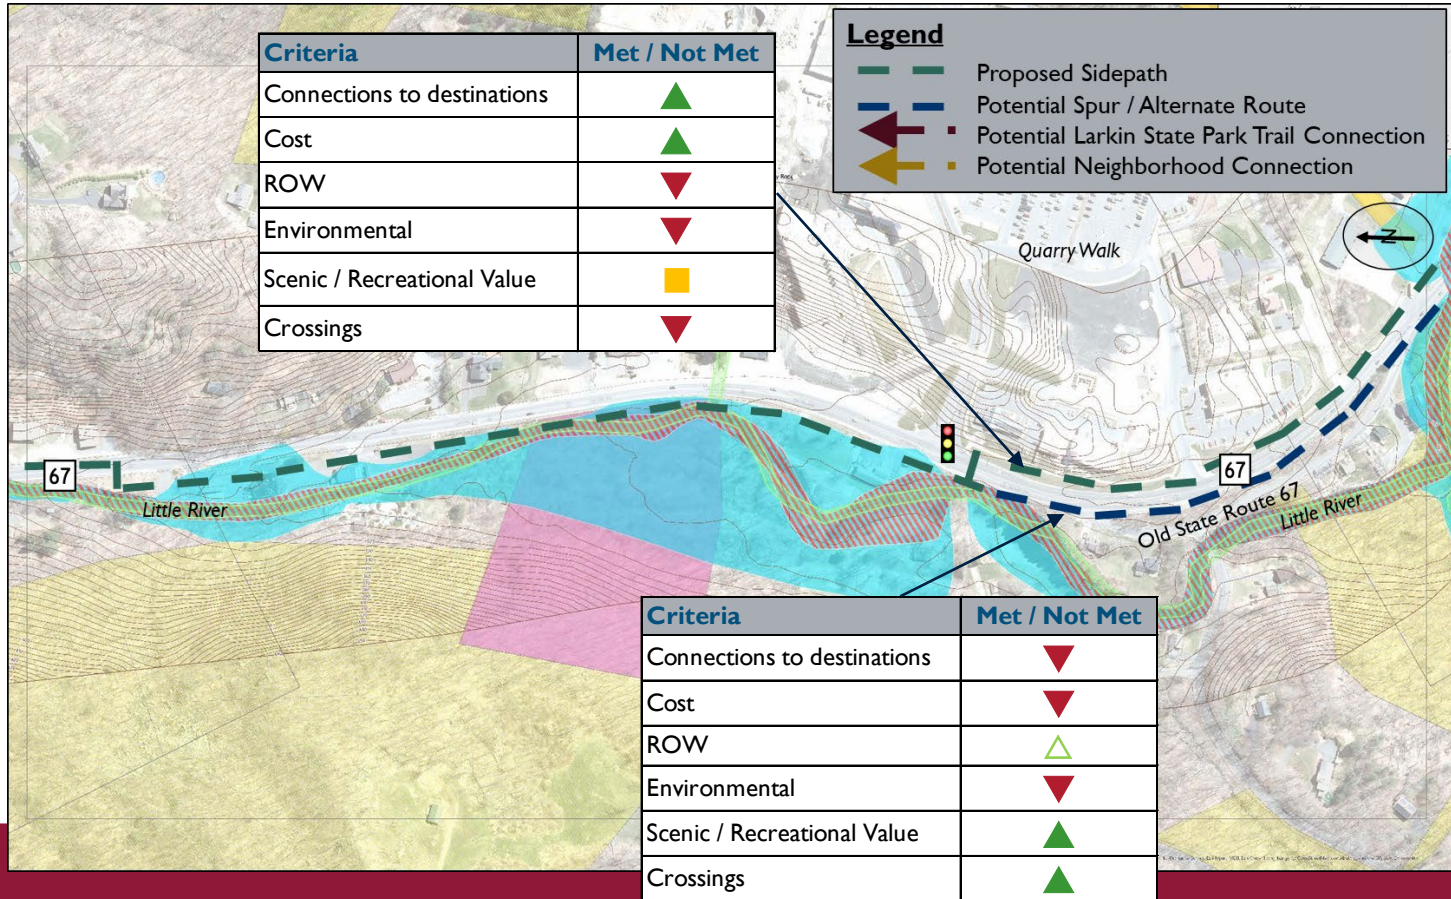 Criteria Met / Not Met
Connections to destinations
Cost
ROW
Environmental
Scenic / Recreational Value
Crossings
Legend
Proposed Sidepath
Potential Spur / Alternate Route
Potential Larkin State Park Trail Connection
Potential Neighborhood Connection
N
Quarry Walk
67
Little River
67
Old State Route 67
Little River
Criteria Met / Not Met
Connections to destinations
Cost
ROW
Environmental
Scenic / Recreational Value
Crossings